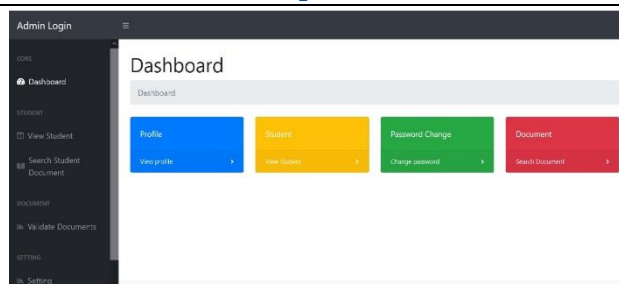 Admin Login
CORE
Dashboard
STUDENT
View Student
Search Student
Document
DOCUMENT
Validate Documents
SETTING
Setting
Dashboard
Dashboard
Profile
View profile
Student
View Student
Password Change
Change password
Document
Search Document